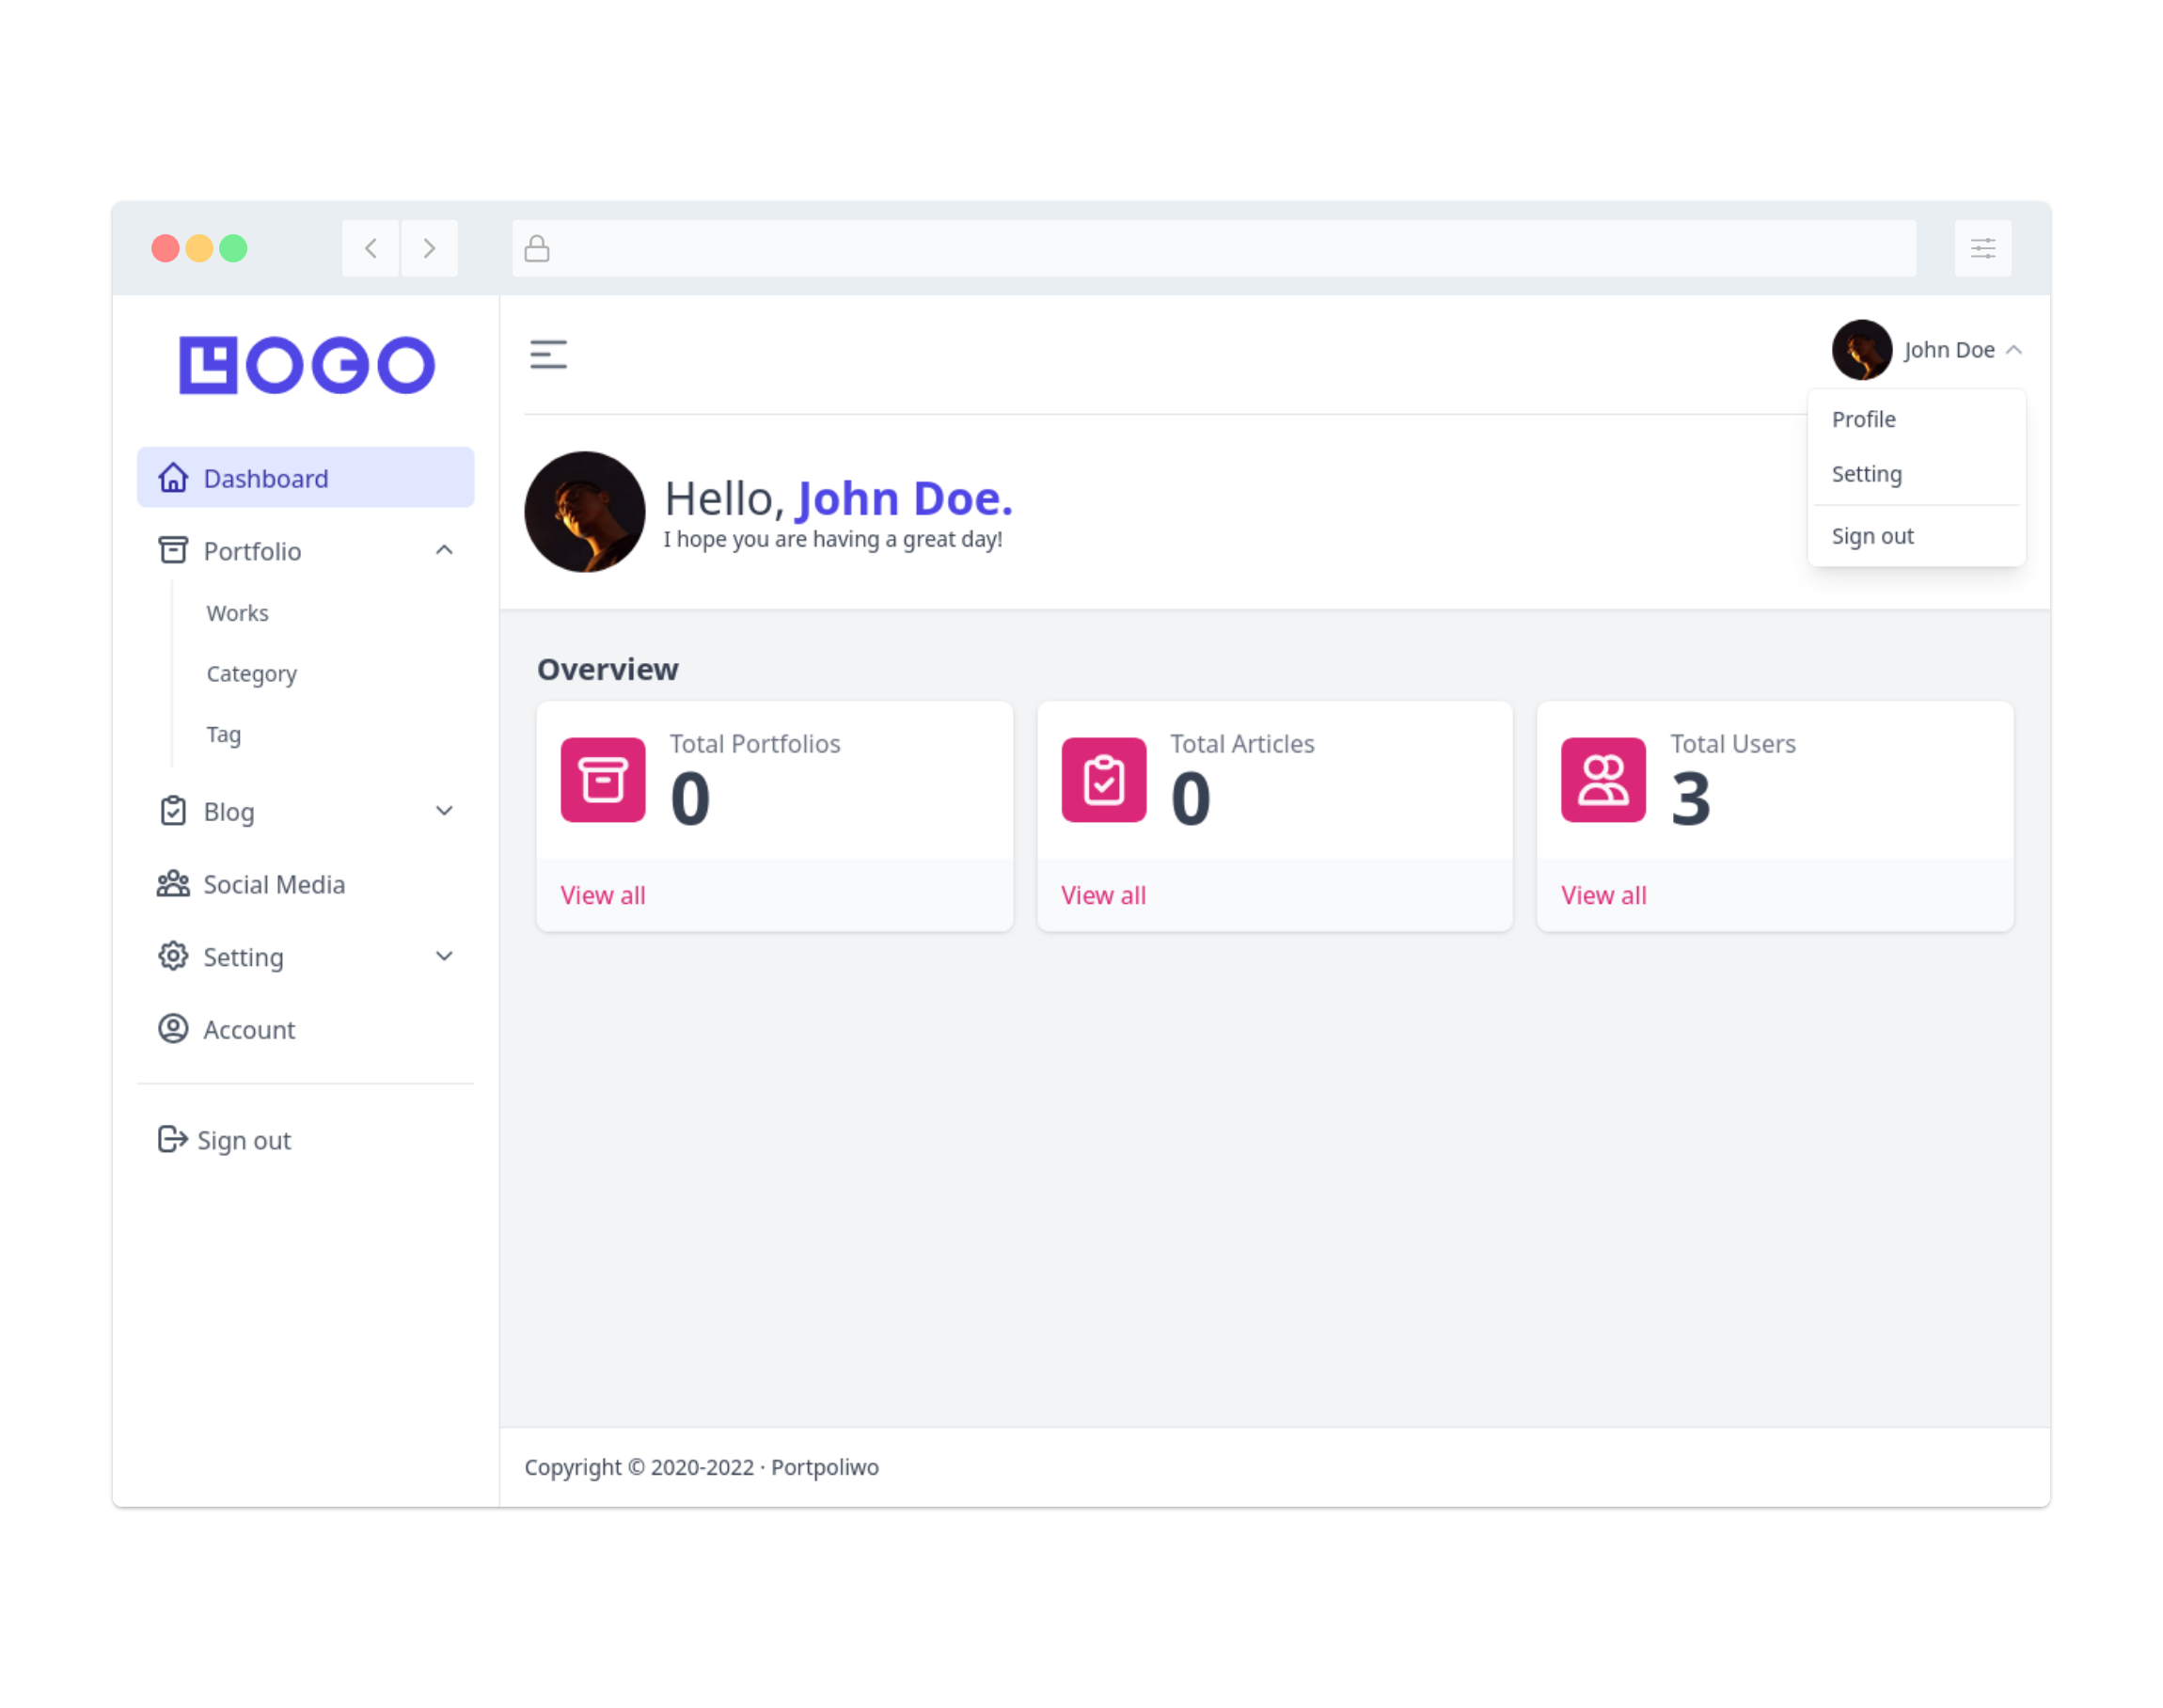 LOGO
John Doe
Profile
Setting
Sign out
Dashboard
Portfolio
Works
Category
Tag
Blog
Social Media
Setting
Account
Sign out
Hello, John Doe.
I hope you are having a great day!
Overview
Total Portfolios
0
View all
Total Articles
0
View all
Total Users
3
View all
Copyright © 2020-2022 · Portpoliwo